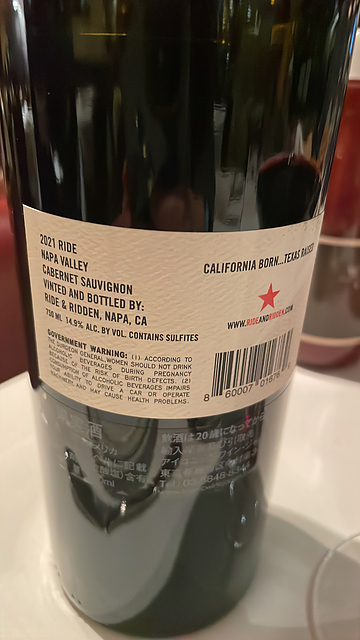 2021 RIDE
NAPA VALLEY
CABERNET SAUVIGNON
VINTED AND BOTTLED BY:
RIDE & RIDDEN, NAPA, CA
750 ML 14.9% ALC. BY VOL. CONTAINS SULFITES
GOVERNMENT WARNING: (1) ACCORDING TO
THE SURGEON GENERAL WOMEN SHOULD NOT DRINK
ALCOHOLIC BEVERAGES DURING PREGNANCY
BECAUSE OF THE RISK OF BIRTH DEFECTS. (2)
CONSUMPTION OF ALCOHOLIC BEVERAGES IMPAIRS
YOUR ABILITY TO DRIVE A CAR OR OPERATE
MACHINERY, AND MAY CAUSE HEALTH PROBLEMS.
CALIFORNIA BORN...TEXAS RAISED
WWW.RIDEANDRIDDEN.COM
8 60007 01676
飲酒は20歳になってから